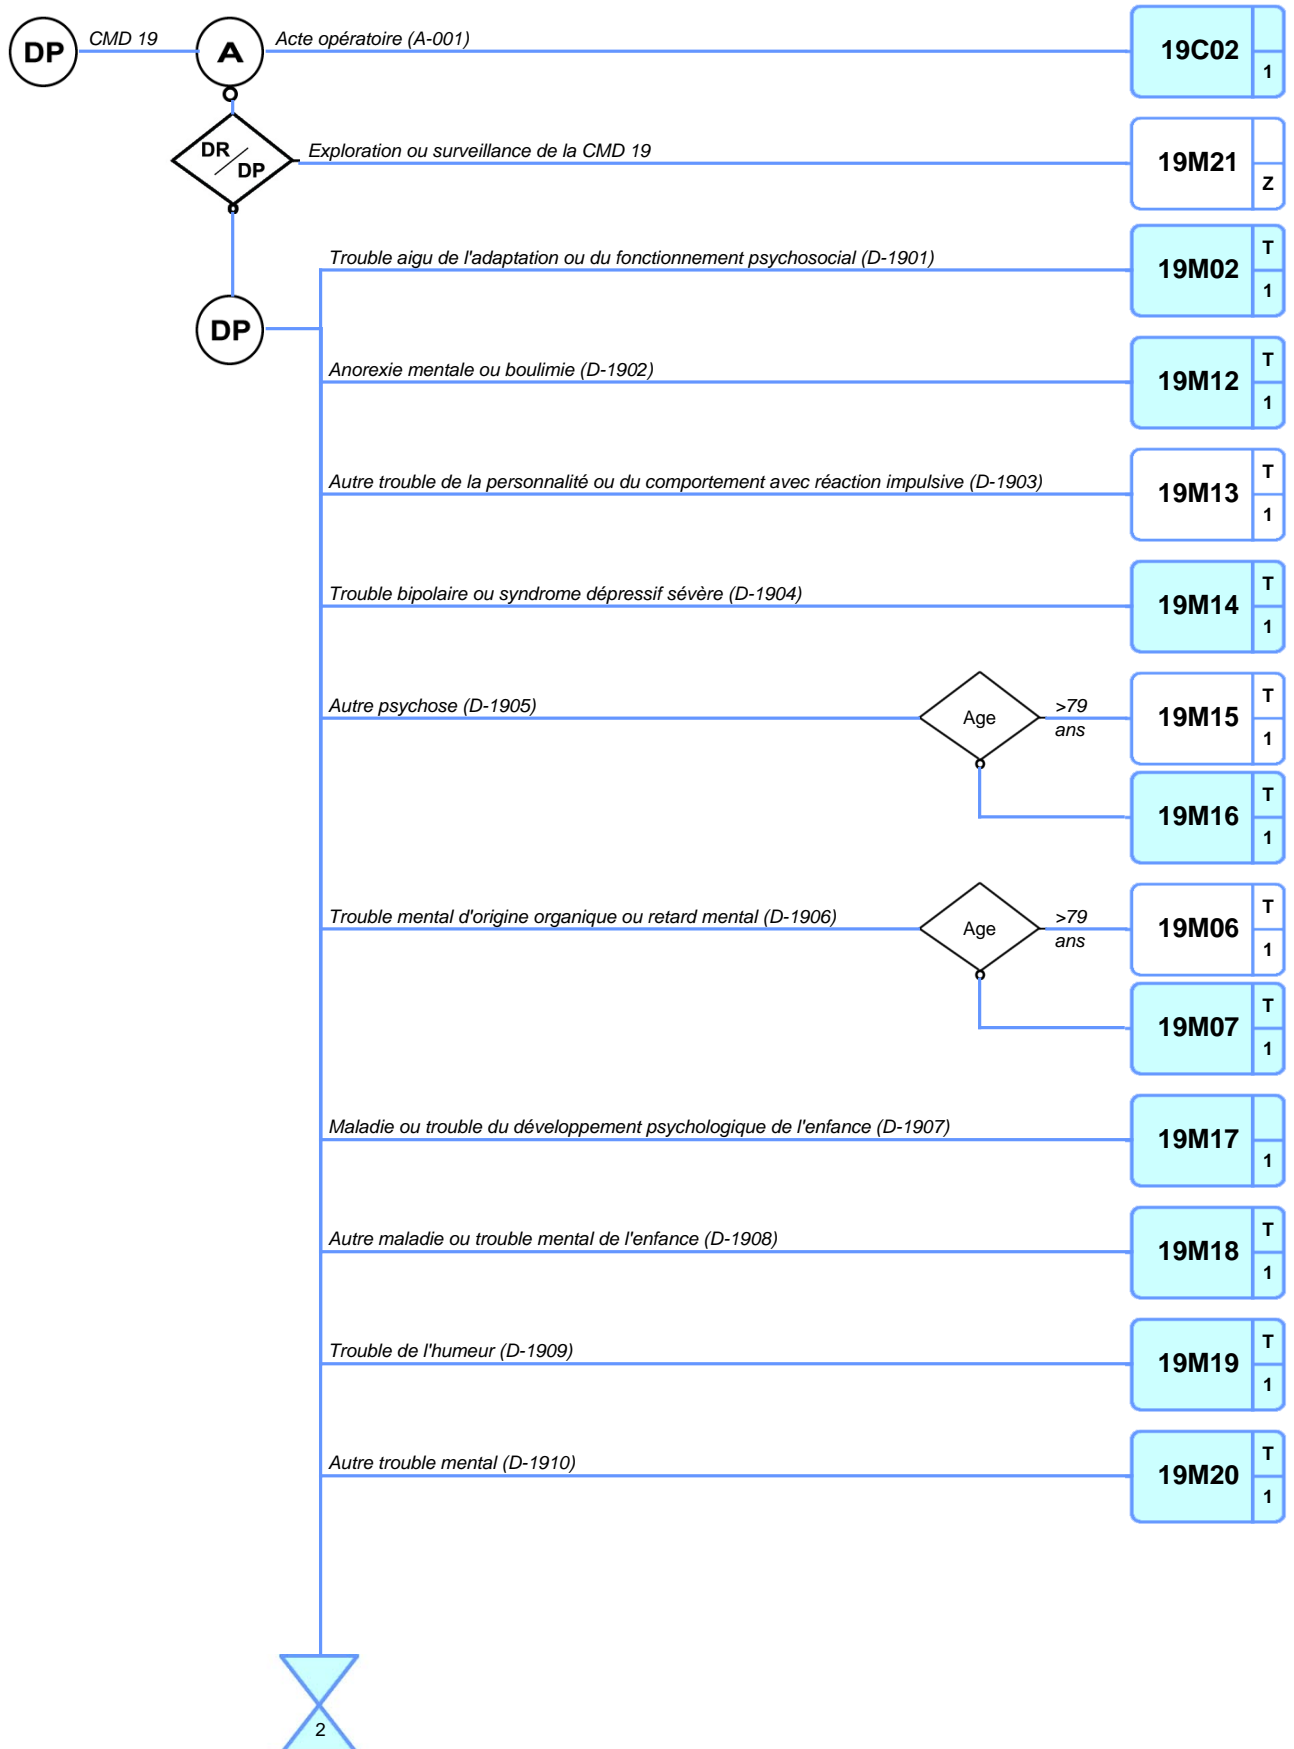 DP
CMD 19
A
Acte opératoire (A-001)
19C02
1
DR
DP
Exploration ou surveillance de la CMD 19
19M21
Z
DP
Trouble aigu de l'adaptation ou du fonctionnement psychosocial (D-1901)
19M02
T
1
Anorexie mentale ou boulimie (D-1902)
19M12
T
1
Autre trouble de la personnalité ou du comportement avec réaction impulsive (D-1903)
19M13
T
1
Trouble bipolaire ou syndrome dépressif sévère (D-1904)
19M14
T
1
Autre psychose (D-1905)
Age
>79
ans
19M15
T
1
19M16
T
1
Trouble mental d'origine organique ou retard mental (D-1906)
Age
>79
ans
19M06
T
1
19M07
T
1
Maladie ou trouble du développement psychologique de l'enfance (D-1907)
19M17
1
Autre maladie ou trouble mental de l'enfance (D-1908)
19M18
T
1
Trouble de l'humeur (D-1909)
19M19
T
1
Autre trouble mental (D-1910)
19M20
T
1
2